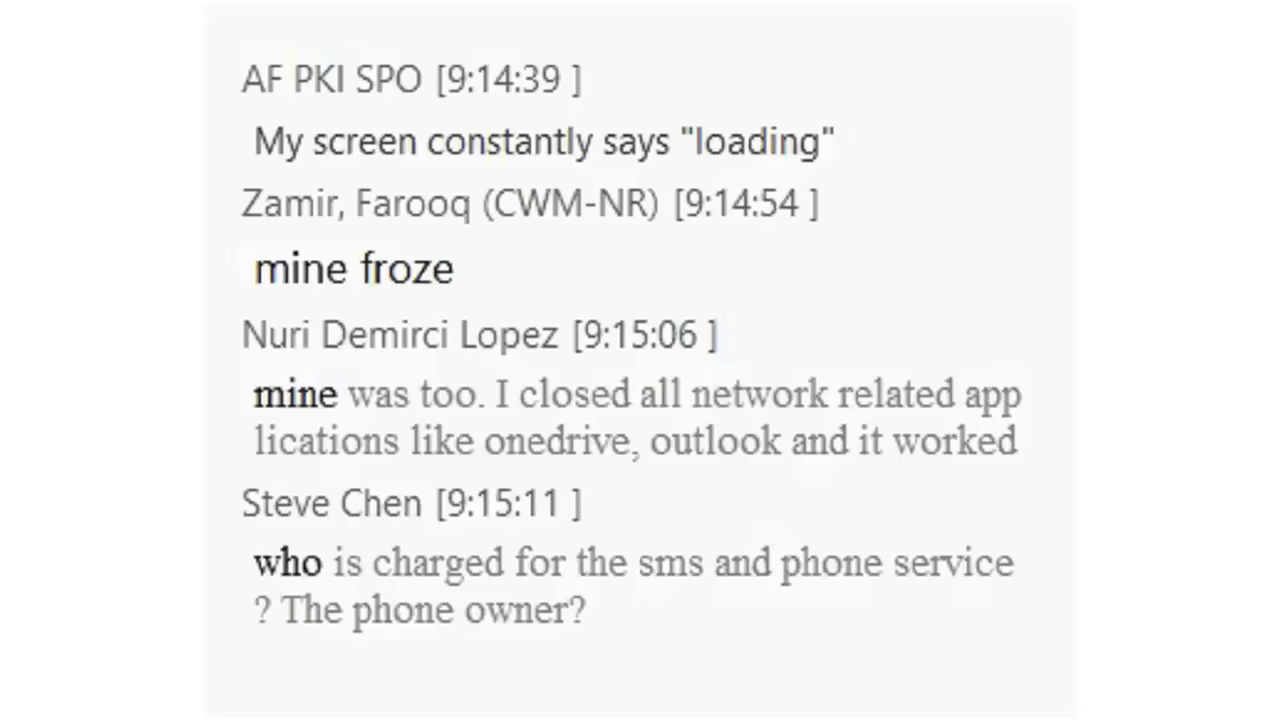 AF PKI SPO [9:14:39 ]
My screen constantly says "loading"
Zamir, Farooq (CWM-NR) [9:14:54 ]
mine froze
Nuri Demirci Lopez [9:15:06 ]
mine was too. I closed all network related app
lications like onedrive, outlook and it worked
Steve Chen [9:15:11 ]
who is charged for the sms and phone service
? The phone owner?